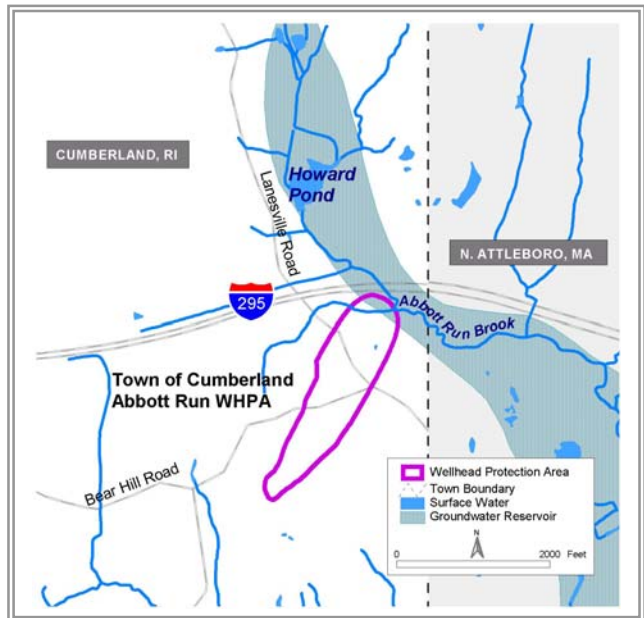 CUMBERLAND, RI
Howard
Pond
Lanesville Road
N. ATTLEBORO, MA
295
Abbott Run Brook
Town of Cumberland
Abbott Run WHPA
Bear Hill Road
Wellhead Protection Area
Town Boundary
Surface Water
Groundwater Reservoir
N
0 2000 Feet